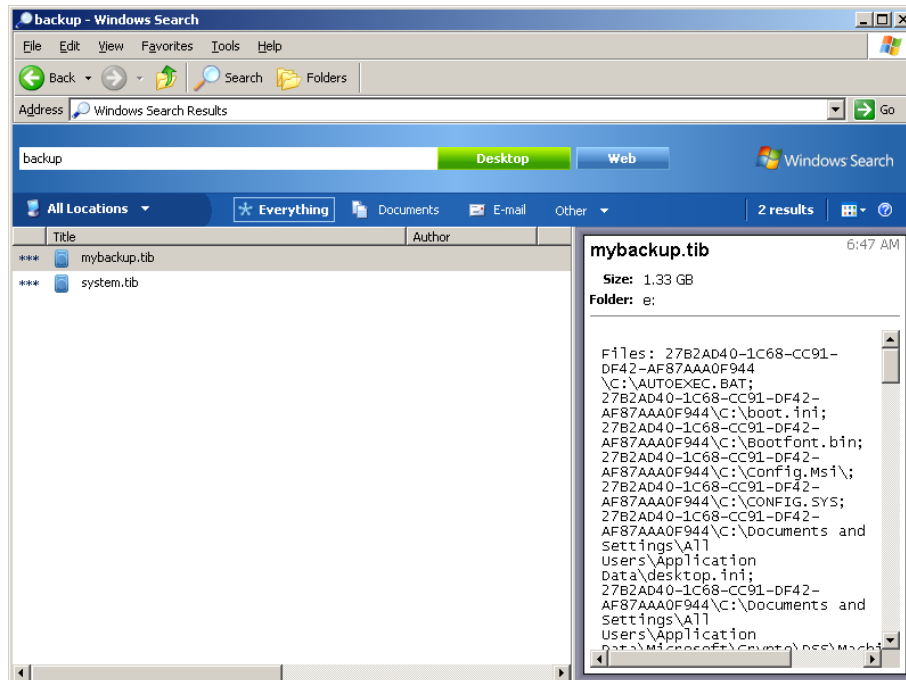 backup - Windows Search
File Edit View Favorites Tools Help
Back Search Folders
Address Windows Search Results Go
backup Desktop Web Windows Search
All Locations Everything Documents E-mail Other 2 results
Title Author
*** mybackup.tib
*** system.tib
mybackup.tib 6:47 AM
Size: 1.33 GB
Folder: e:
Files: 27B2AD40-1C68-CC91-
DF42-AF87AAA0F944
\C:\AUTOEXEC.BAT;
27B2AD40-1C68-CC91-DF42-
AF87AAA0F944\C:\boot.ini;
27B2AD40-1C68-CC91-DF42-
AF87AAA0F944\C:\Bootfont.bin;
27B2AD40-1C68-CC91-DF42-
AF87AAA0F944\C:\Config.Msi\;
27B2AD40-1C68-CC91-DF42-
AF87AAA0F944\C:\CONFIG.SYS;
27B2AD40-1C68-CC91-DF42-
AF87AAA0F944\C:\Documents and
Settings\All
Users\Application
Data\desktop.ini;
27B2AD40-1C68-CC91-DF42-
AF87AAA0F944\C:\Documents and
Settings\All
Users\Application
Data\Microsoft\Crypto\DSS\Machi